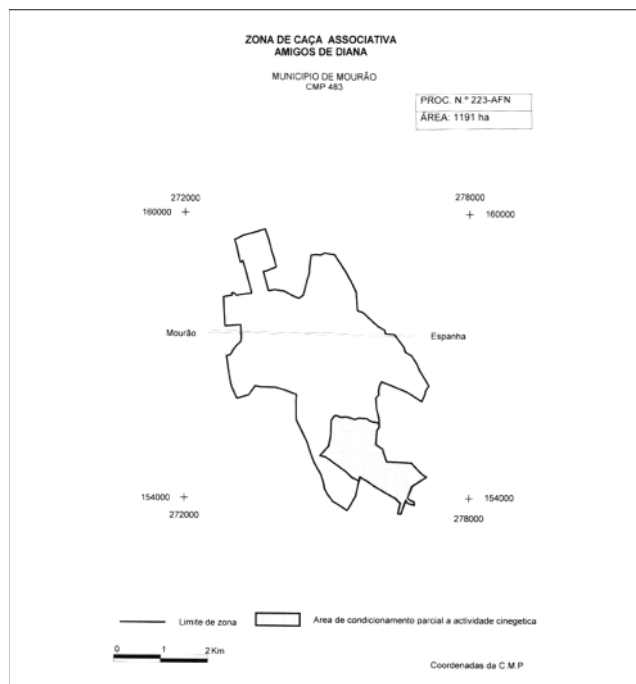 ZONA DE CAÇA ASSOCIATIVA
AMIGOS DE DIANA
MUNICIPIO DE MOURÃO
CMP 483
PROC. N.º 223-AFN
ÁREA: 1191 ha
272000
278000
160000
160000
Mourão
Espanha
154000
154000
272000
278000
Limite de zona
Area de condicionamento parcial a actividade cinegetica
0 1 2 Km
Coordenadas da C.M.P